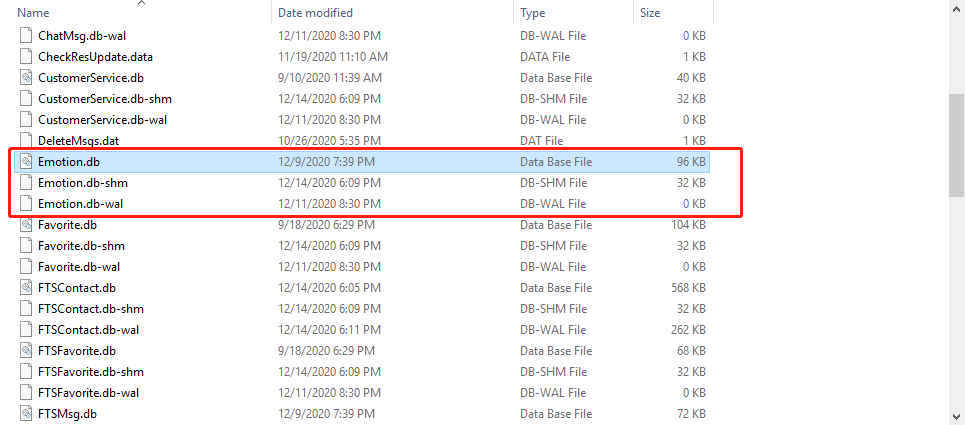 Name Date modified Type Size
ChatMsg.db-wal 12/11/2020 8:30 PM DB-WAL File 0 KB
CheckResUpdate.data 11/19/2020 11:10 AM DATA File 1 KB
CustomerService.db 9/10/2020 11:39 AM Data Base File 40 KB
CustomerService.db-shm 12/14/2020 6:09 PM DB-SHM File 32 KB
CustomerService.db-wal 12/11/2020 8:30 PM DB-WAL File 0 KB
DeleteMsgs.dat 10/26/2020 5:35 PM DAT File 1 KB
Emotion.db 12/9/2020 7:39 PM Data Base File 96 KB
Emotion.db-shm 12/14/2020 6:09 PM DB-SHM File 32 KB
Emotion.db-wal 12/11/2020 8:30 PM DB-WAL File 0 KB
Favorite.db 9/18/2020 6:29 PM Data Base File 104 KB
Favorite.db-shm 12/14/2020 6:09 PM DB-SHM File 32 KB
Favorite.db-wal 12/11/2020 8:30 PM DB-WAL File 0 KB
FTSContact.db 12/14/2020 6:05 PM Data Base File 568 KB
FTSContact.db-shm 12/14/2020 6:09 PM DB-SHM File 32 KB
FTSContact.db-wal 12/14/2020 6:11 PM DB-WAL File 262 KB
FTSFavorite.db 9/18/2020 6:29 PM Data Base File 68 KB
FTSFavorite.db-shm 12/14/2020 6:09 PM DB-SHM File 32 KB
FTSFavorite.db-wal 12/11/2020 8:30 PM DB-WAL File 0 KB
FTSMsg.db 12/9/2020 7:39 PM Data Base File 72 KB